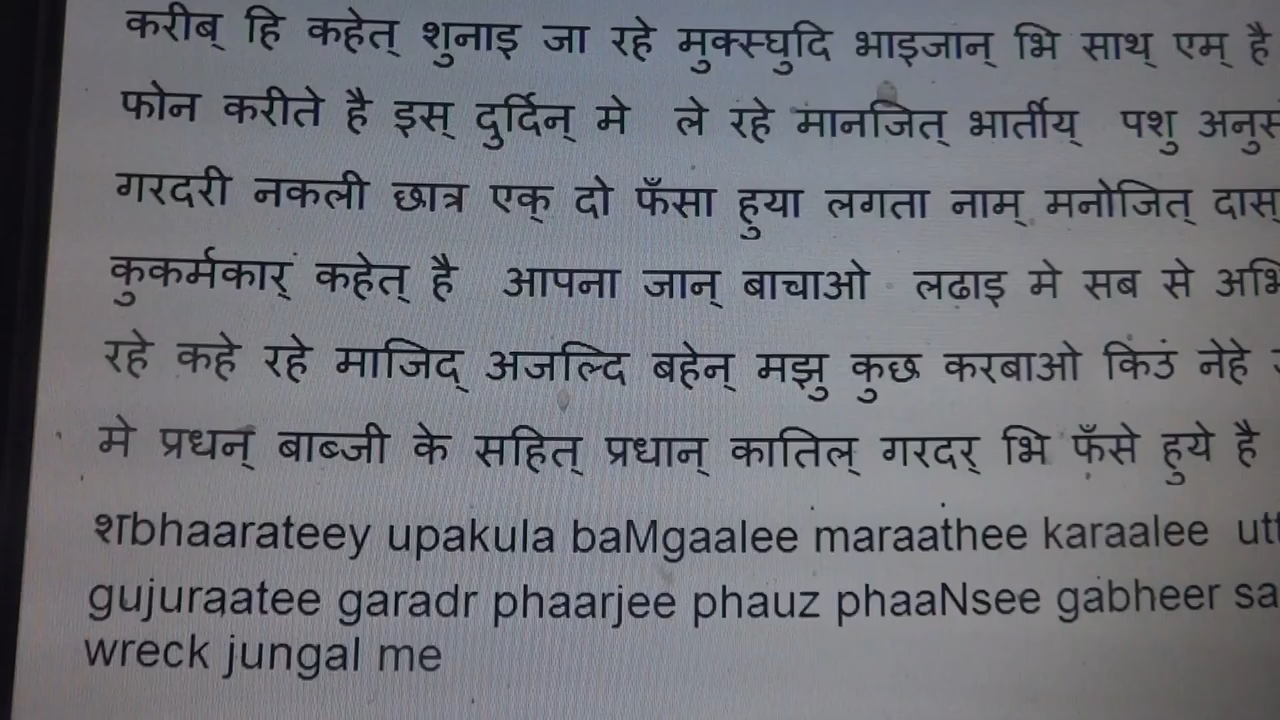 करीब् हि कहेत् शुनाइ जा रहे मुक्स्घुदि भाइजान् भि साथ् एम् है
फोन करीते है इस् दुर्दिन् मे ले रहे मानजित् भार्तीय् पशु
गरदरी नकली छात्र एक् दो फँसा हुया लगता नाम् मनोजित् दास्
कुकर्मकार् कहेत् है आपना जान् बाचाओ लढाइ मे सब से
रहे कहे रहे माजिद् अजल्दि बहेन् मझु कुछ करबाओ किंउं नेहे
मे प्रधन् बाब्जी के सहित् प्रधान् कातिल् गरदर् भि फँसे हुये है
शbhaarateey upakula baMgaalee maraathee karaalee
gujuraatee garadr phaarjee phauz phaaNsee gabheer
wreck jungal me